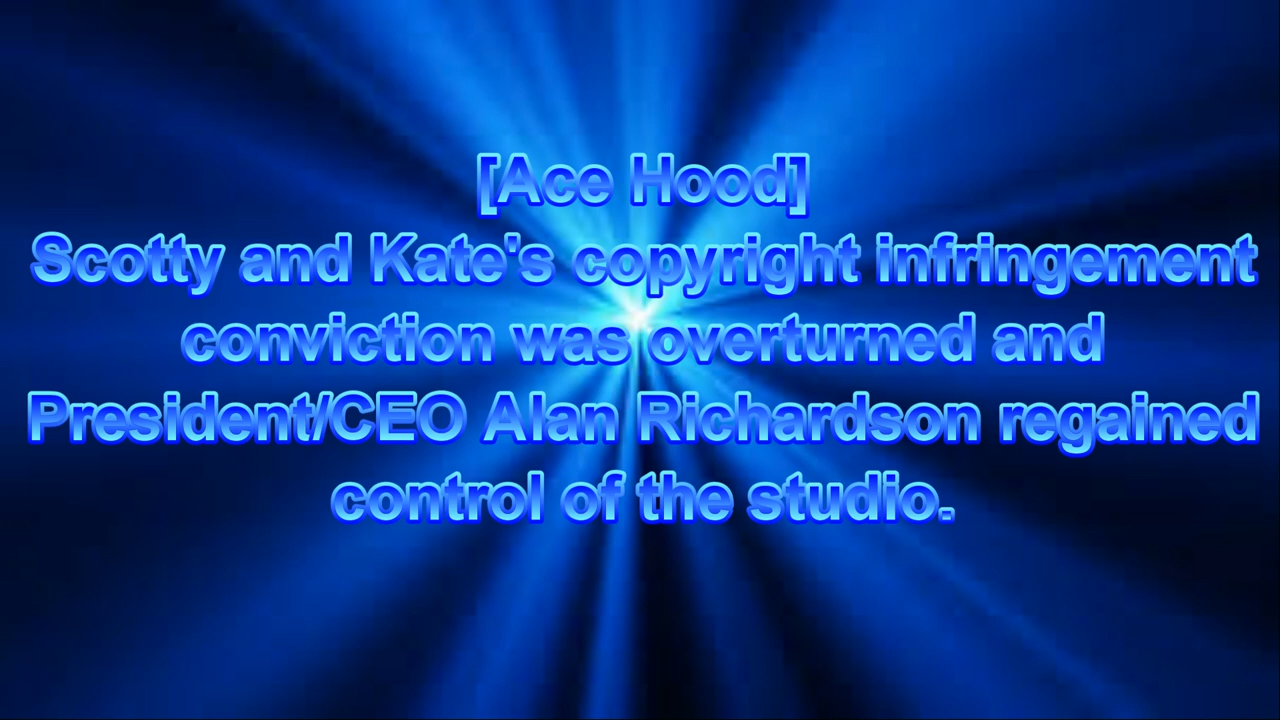 [Ace Hood]
Scotty and Kate's copyright infringement
conviction was overturned and
President/CEO Alan Richardson regained
control of the studio.